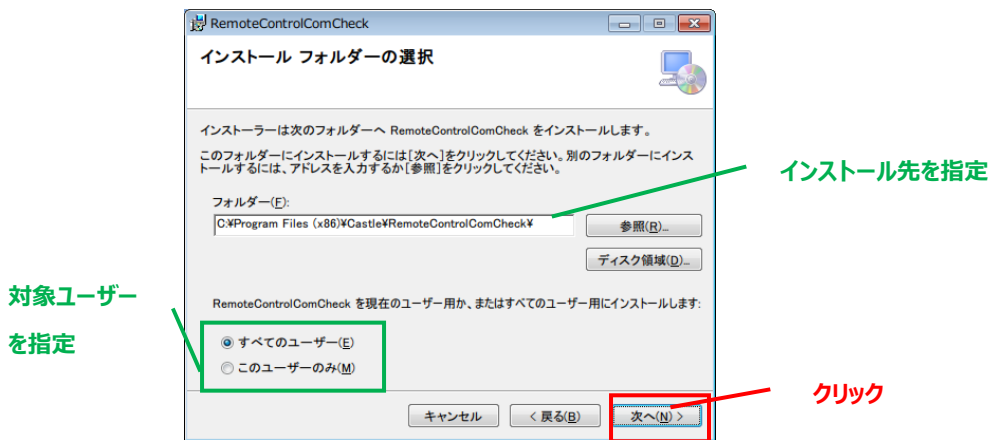 RemoteControlComCheck
インストール フォルダーの選択
インストーラーは次のフォルダーへ RemoteControlComCheck をインストールします。
このフォルダーにインストールするには[次へ]をクリックしてください。別のフォルダーにインス
トールするには、アドレスを入力するか[参照]をクリックしてください。
インストール先を指定
フォルダー(F):
C:¥Program Files (x86)¥Castle¥RemoteControlComCheck¥
参照(R)...
ディスク領域(D)...
対象ユーザー
を指定
RemoteControlComCheck を現在のユーザー用か、またはすべてのユーザー用にインストールします:
すべてのユーザー(E)
このユーザーのみ(M)
クリック
キャンセル
< 戻る(B)
次へ(N) >